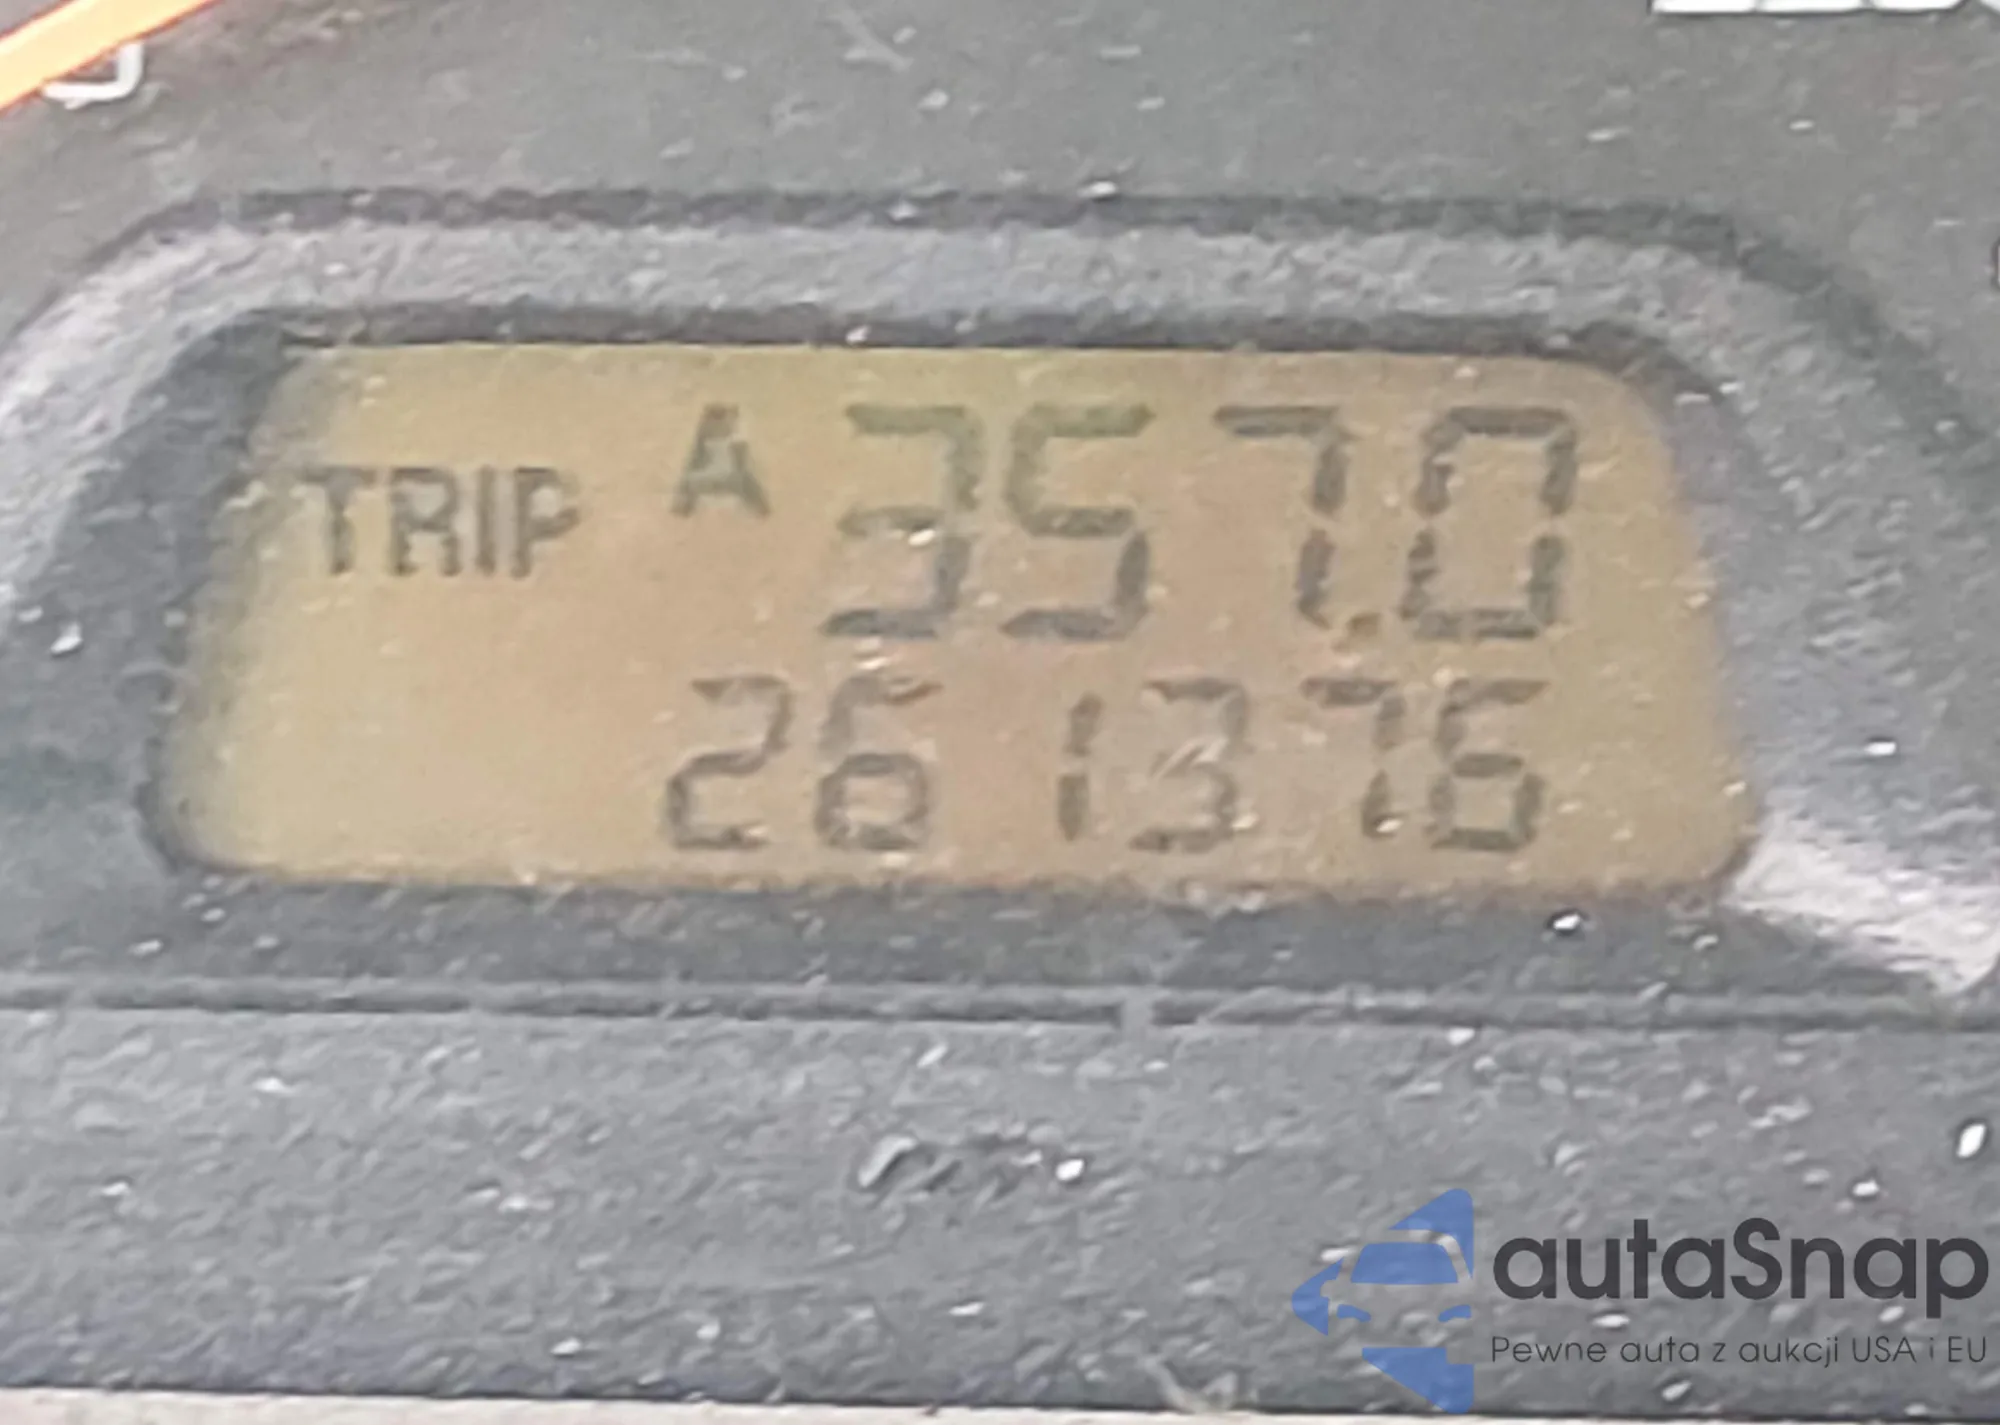 TRIP A 357.0
261376
autaSnap
Pewne auta z aukcji USA i EU